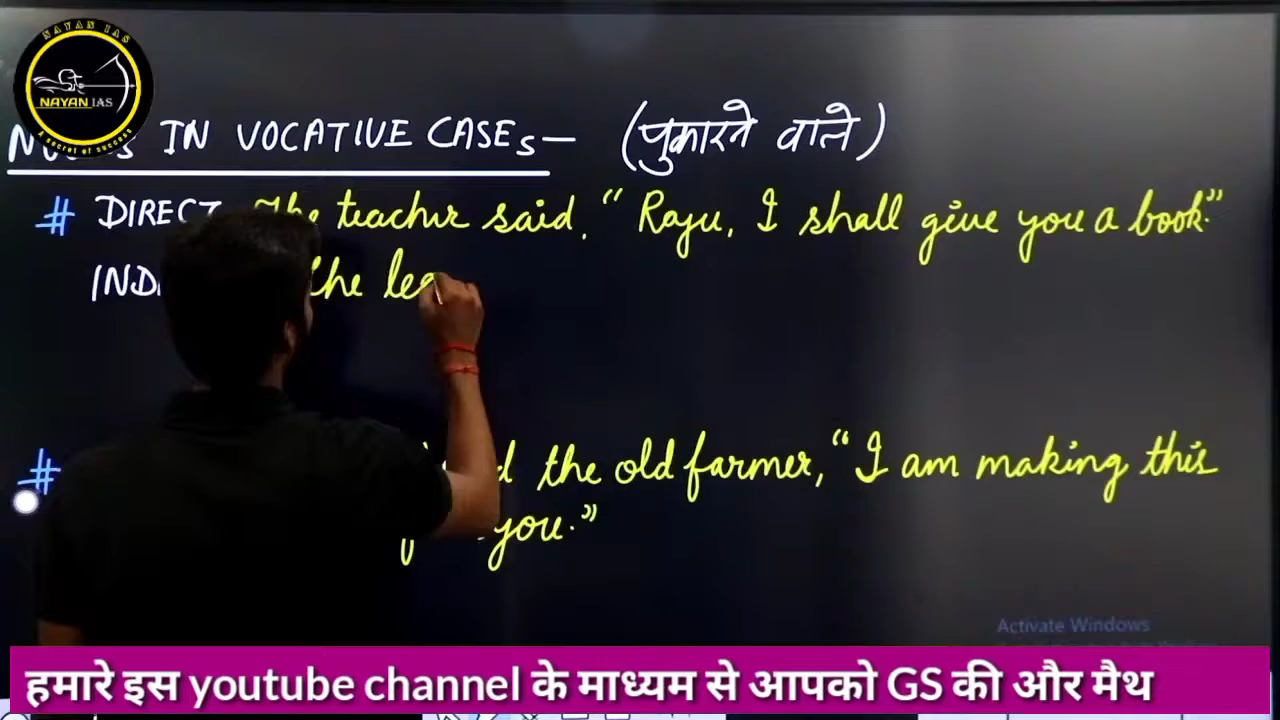 NAYAN IAS
NAYAN IAS
A secret of success
IN VOCATIVE CASEs— (पुकारने वाले)
# DIRECT The teacher said, “Raju, I shall give you a book.”
The
# the old farmer, “I am making this
you.”
Activate Windows
हमारे इस youtube channel के माध्यम से आपको GS की और मैथ